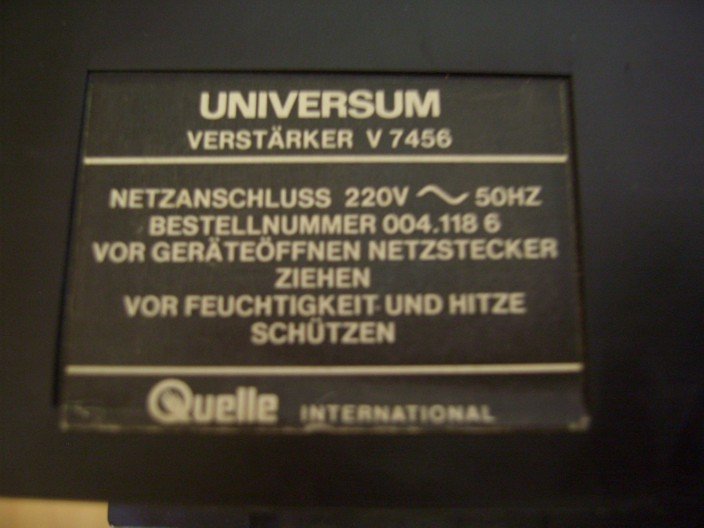 UNIVERSUM
VERSTÄRKER V 7456
NETZANSCHLUSS 220V ~ 50HZ
BESTELLNUMMER 004.118 6
VOR GERÄTEÖFFNEN NETZSTECKER
ZIEHEN
VOR FEUCHTIGKEIT UND HITZE
SCHÜTZEN
Quelle INTERNATIONAL